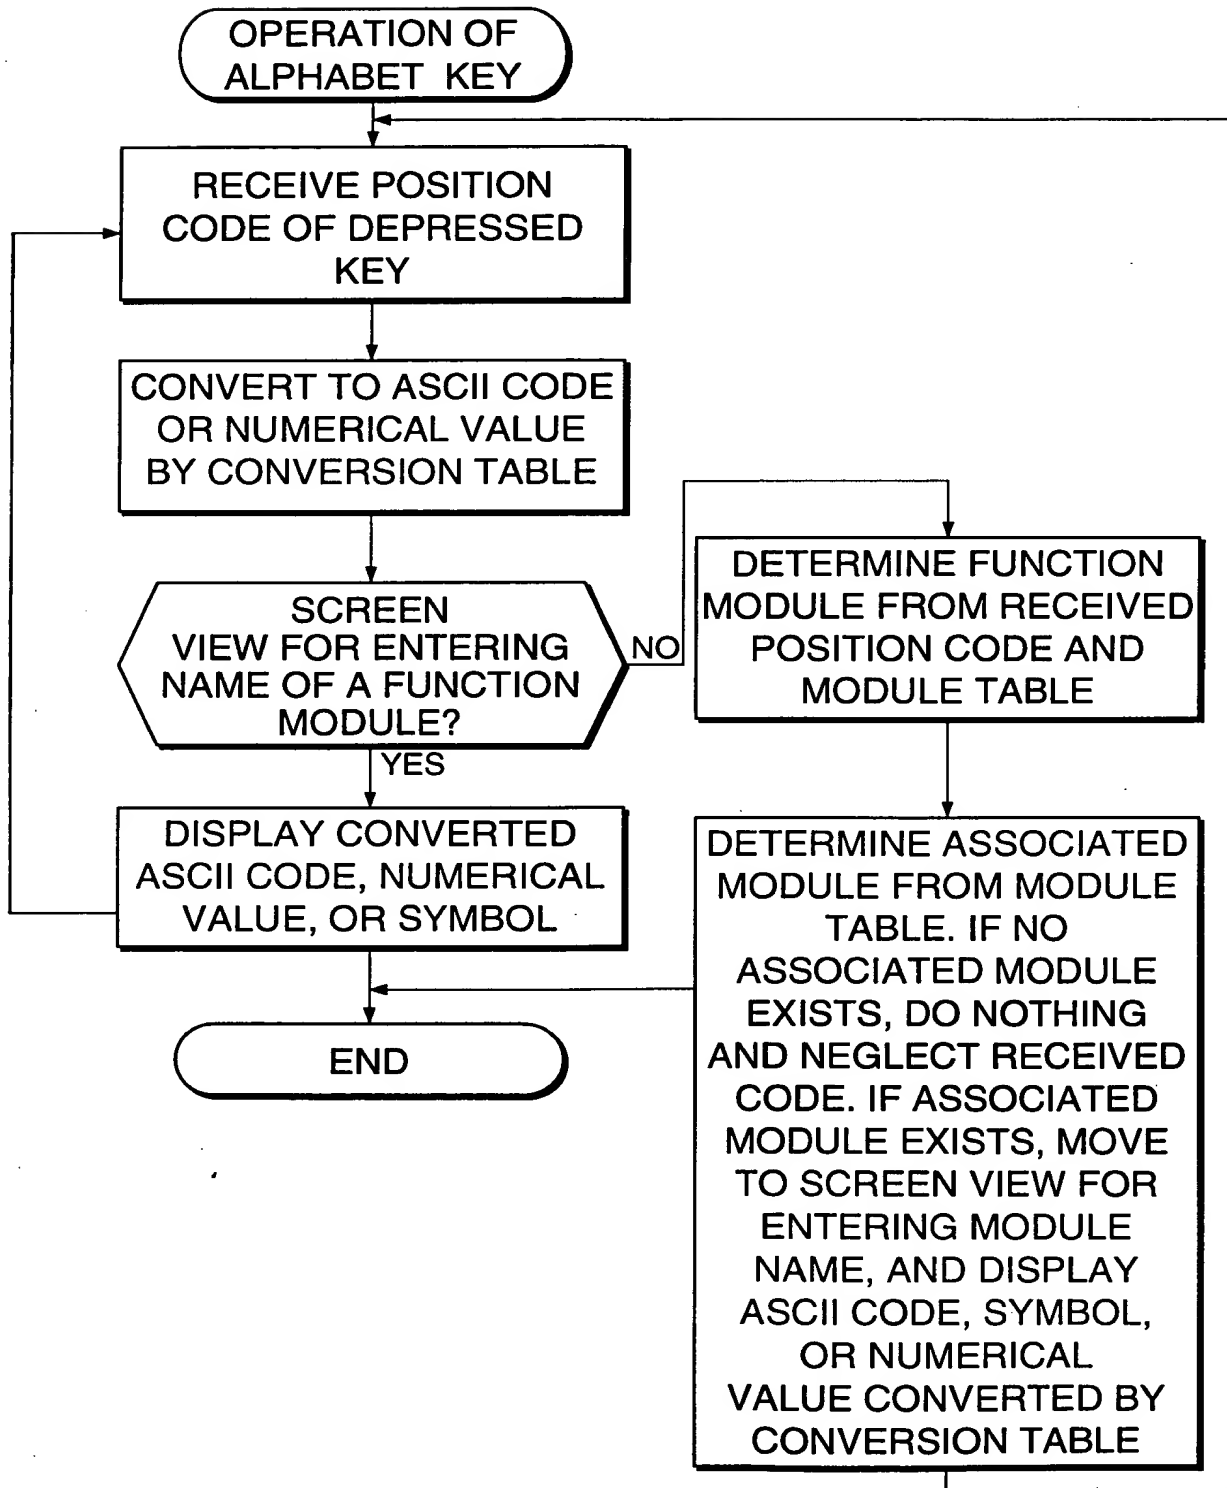 OPERATION OF
ALPHABET KEY
RECEIVE POSITION
CODE OF DEPRESSED
KEY
CONVERT TO ASCII CODE
OR NUMERICAL VALUE
BY CONVERSION TABLE
SCREEN
VIEW FOR ENTERING
NAME OF A FUNCTION
MODULE?
NO
YES
DISPLAY CONVERTED
ASCII CODE, NUMERICAL
VALUE, OR SYMBOL
END
DETERMINE FUNCTION
MODULE FROM RECEIVED
POSITION CODE AND
MODULE TABLE
DETERMINE ASSOCIATED
MODULE FROM MODULE
TABLE. IF NO
ASSOCIATED MODULE
EXISTS, DO NOTHING
AND NEGLECT RECEIVED
CODE. IF ASSOCIATED
MODULE EXISTS, MOVE
TO SCREEN VIEW FOR
ENTERING MODULE
NAME, AND DISPLAY
ASCII CODE, SYMBOL,
OR NUMERICAL
VALUE CONVERTED BY
CONVERSION TABLE